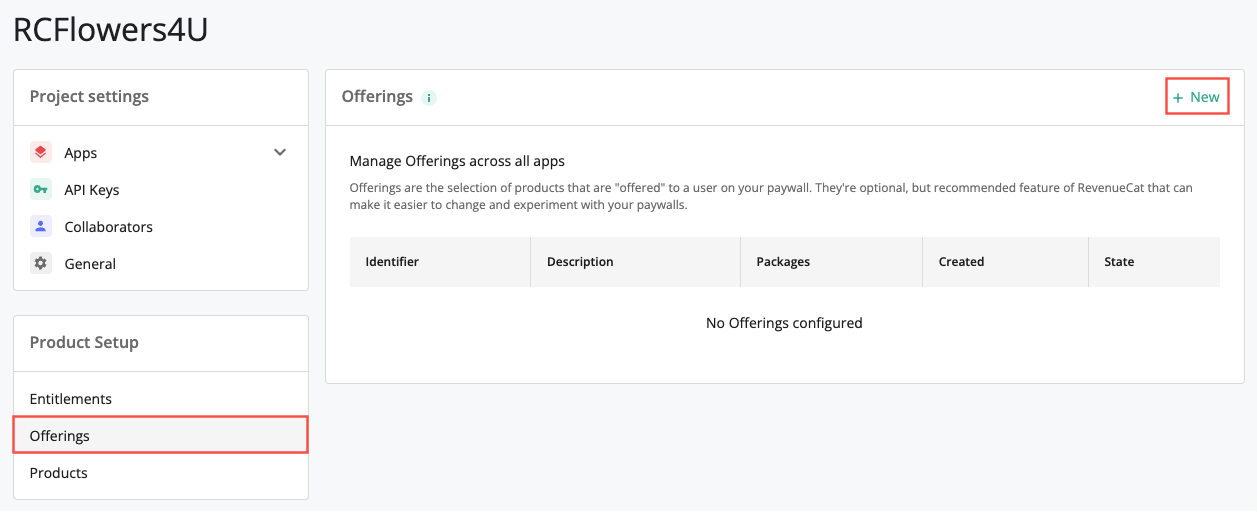 RCFlowers4U
Project settings
Apps
API Keys
Collaborators
General
Product Setup
Entitlements
Offerings
Products
Offerings
+ New
Manage Offerings across all apps
Offerings are the selection of products that are "offered" to a user on your paywall. They're optional, but recommended feature of RevenueCat that can
make it easier to change and experiment with your paywalls.
Identifier Description Packages Created State
No Offerings configured